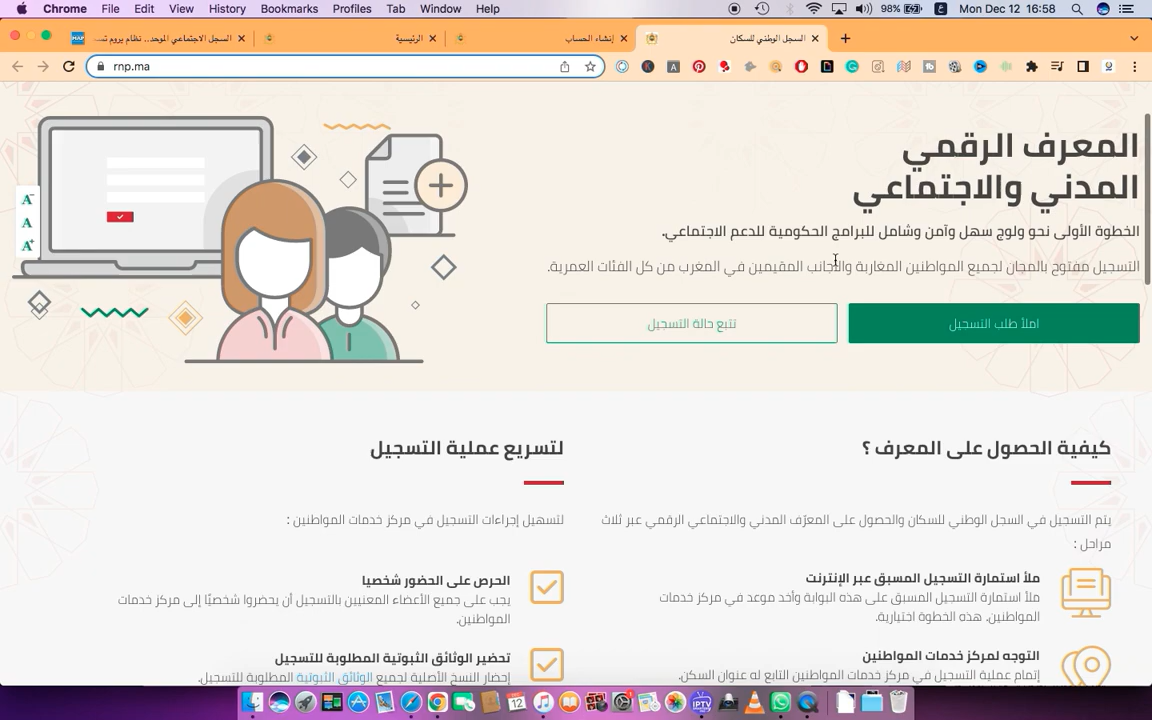 Chrome File Edit View History Bookmarks Profiles Tab Window Help 98% Mon Dec 12 16:58
السجل الوطني للسكان
إنشاء الحساب
الرئيسية
السجل الاجتماعي الموحد.. نظام يروم تـ
rnp.ma
المعرف الرقمي
المدني والاجتماعي
الخطوة الأولى نحو ولوج سهل وآمن وشامل للبرامج الحكومية للدعم الاجتماعي.
التسجيل مفتوح بالمجان لجميع المواطنين المغاربة والأجانب المقيمين في المغرب من كل الفئات العمرية.
املأ طلب التسجيل
تتبع حالة التسجيل
A-
A
A+
كيفية الحصول على المعرف ؟
يتم التسجيل في السجل الوطني للسكان والحصول على المعرّف المدني والاجتماعي الرقمي عبر ثلاث
مراحل :
ملأ استمارة التسجيل المسبق عبر الإنترنت
ملأ استمارة التسجيل المسبق على هذه البوابة وأخد موعد في مركز خدمات
المواطنين. هذه الخطوة اختيارية.
التوجه لمركز خدمات المواطنين
إتمام عملية التسجيل في مركز خدمات المواطنين التابع له عنوان السكن.
لتسريع عملية التسجيل
لتسهيل إجراءات التسجيل في مركز خدمات المواطنين :
الحرص على الحضور شخصيا
يجب على جميع الأعضاء المعنيين بالتسجيل أن يحضروا شخصيًا إلى مركز خدمات
المواطنين.
تحضير الوثائق الثبوتية المطلوبة للتسجيل
إحضار النسخ الأصلية لجميع الوثائق الثبوتية المطلوبة للتسجيل.